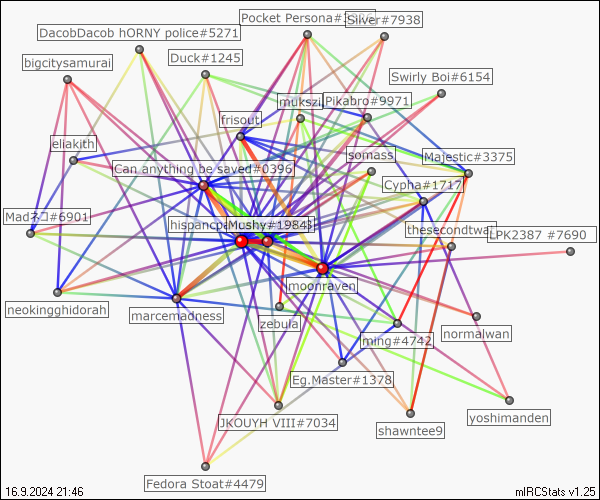 Pocket Persona#
Silver#7938
DacobDacob hORNY police#5271
Duck#1245
bigcitysamurai
Swirly Boi#6154
mukszi
Pikabro#9971
frisout
eliakith
somass
Majestic#3375
Can anything be saved#0396
Cypha#1717
Madネコ#6901
hispancpa
Mushy#1984
thesecondtwa
LPK2387 #7690
moonraven
neokingghidorah
marcemadness
zebula
normalwan
ming#4742
Eg.Master#1378
JKOUYH VIII#7034
yoshimanden
shawntee9
Fedora Stoat#4479
16.9.2024 21:46
mIRCStats v1.25